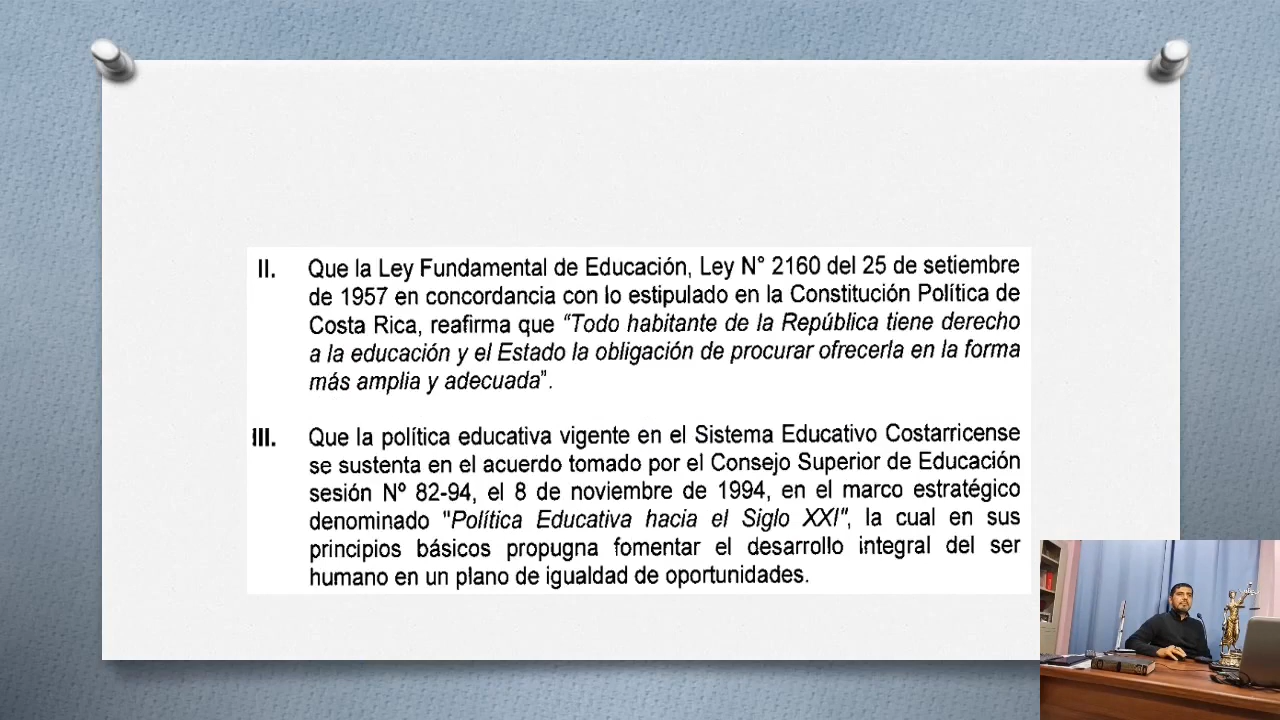 II. Que la Ley Fundamental de Educación, Ley N° 2160 del 25 de setiembre
de 1957 en concordancia con lo estipulado en la Constitución Política de
Costa Rica, reafirma que “Todo habitante de la República tiene derecho
a la educación y el Estado la obligación de procurar ofrecerla en la forma
más amplia y adecuada”.
III. Que la política educativa vigente en el Sistema Educativo Costarricense
se sustenta en el acuerdo tomado por el Consejo Superior de Educación
sesión Nº 82-94, el 8 de noviembre de 1994, en el marco estratégico
denominado "Política Educativa hacia el Siglo XXI", la cual en sus
principios básicos propugna fomentar el desarrollo integral del ser
humano en un plano de igualdad de oportunidades.